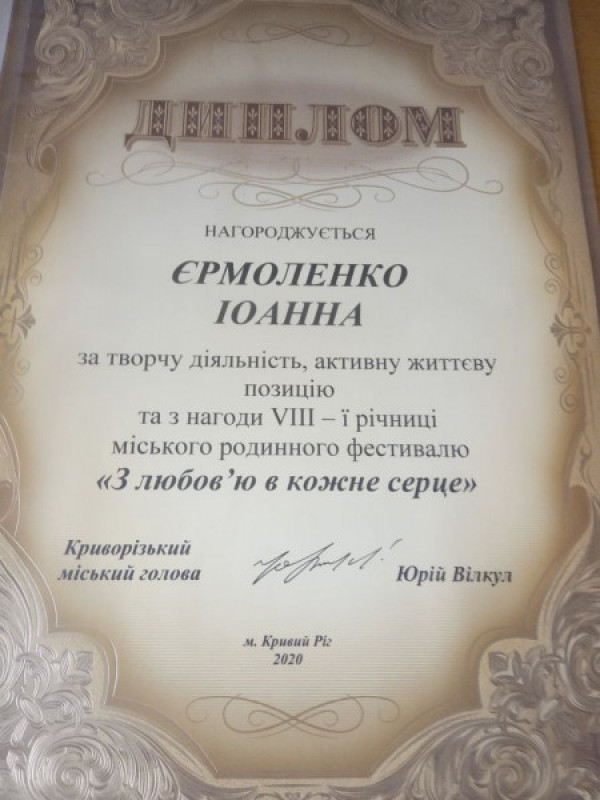 ДИПЛОМ
НАГОРОДЖУЄТЬСЯ
ЄРМОЛЕНКО
ІОАННА
за творчу діяльність, активну життєву
позицію
та з нагоди VIII – ї річниці
міського родинного фестивалю
«З любов’ю в кожне серце»
Криворізький
міський голова
Юрій Вілкул
м. Кривий Ріг
2020